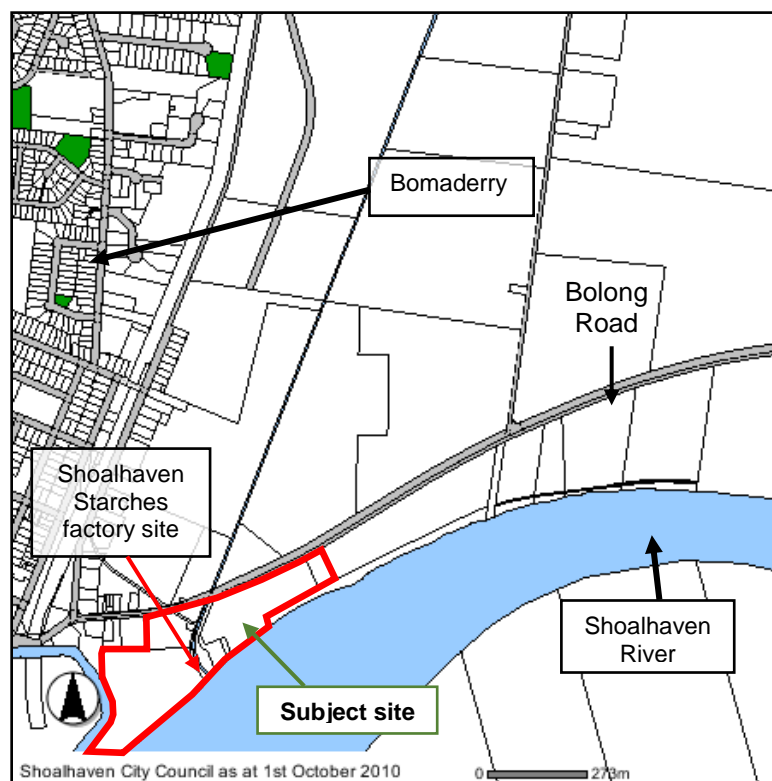 Bomaderry
Bolong
Road
Shoalhaven
Starches
factory site
Shoalhaven
River
Subject site
Shoalhaven City Council as at 1st October 2010
0
273m